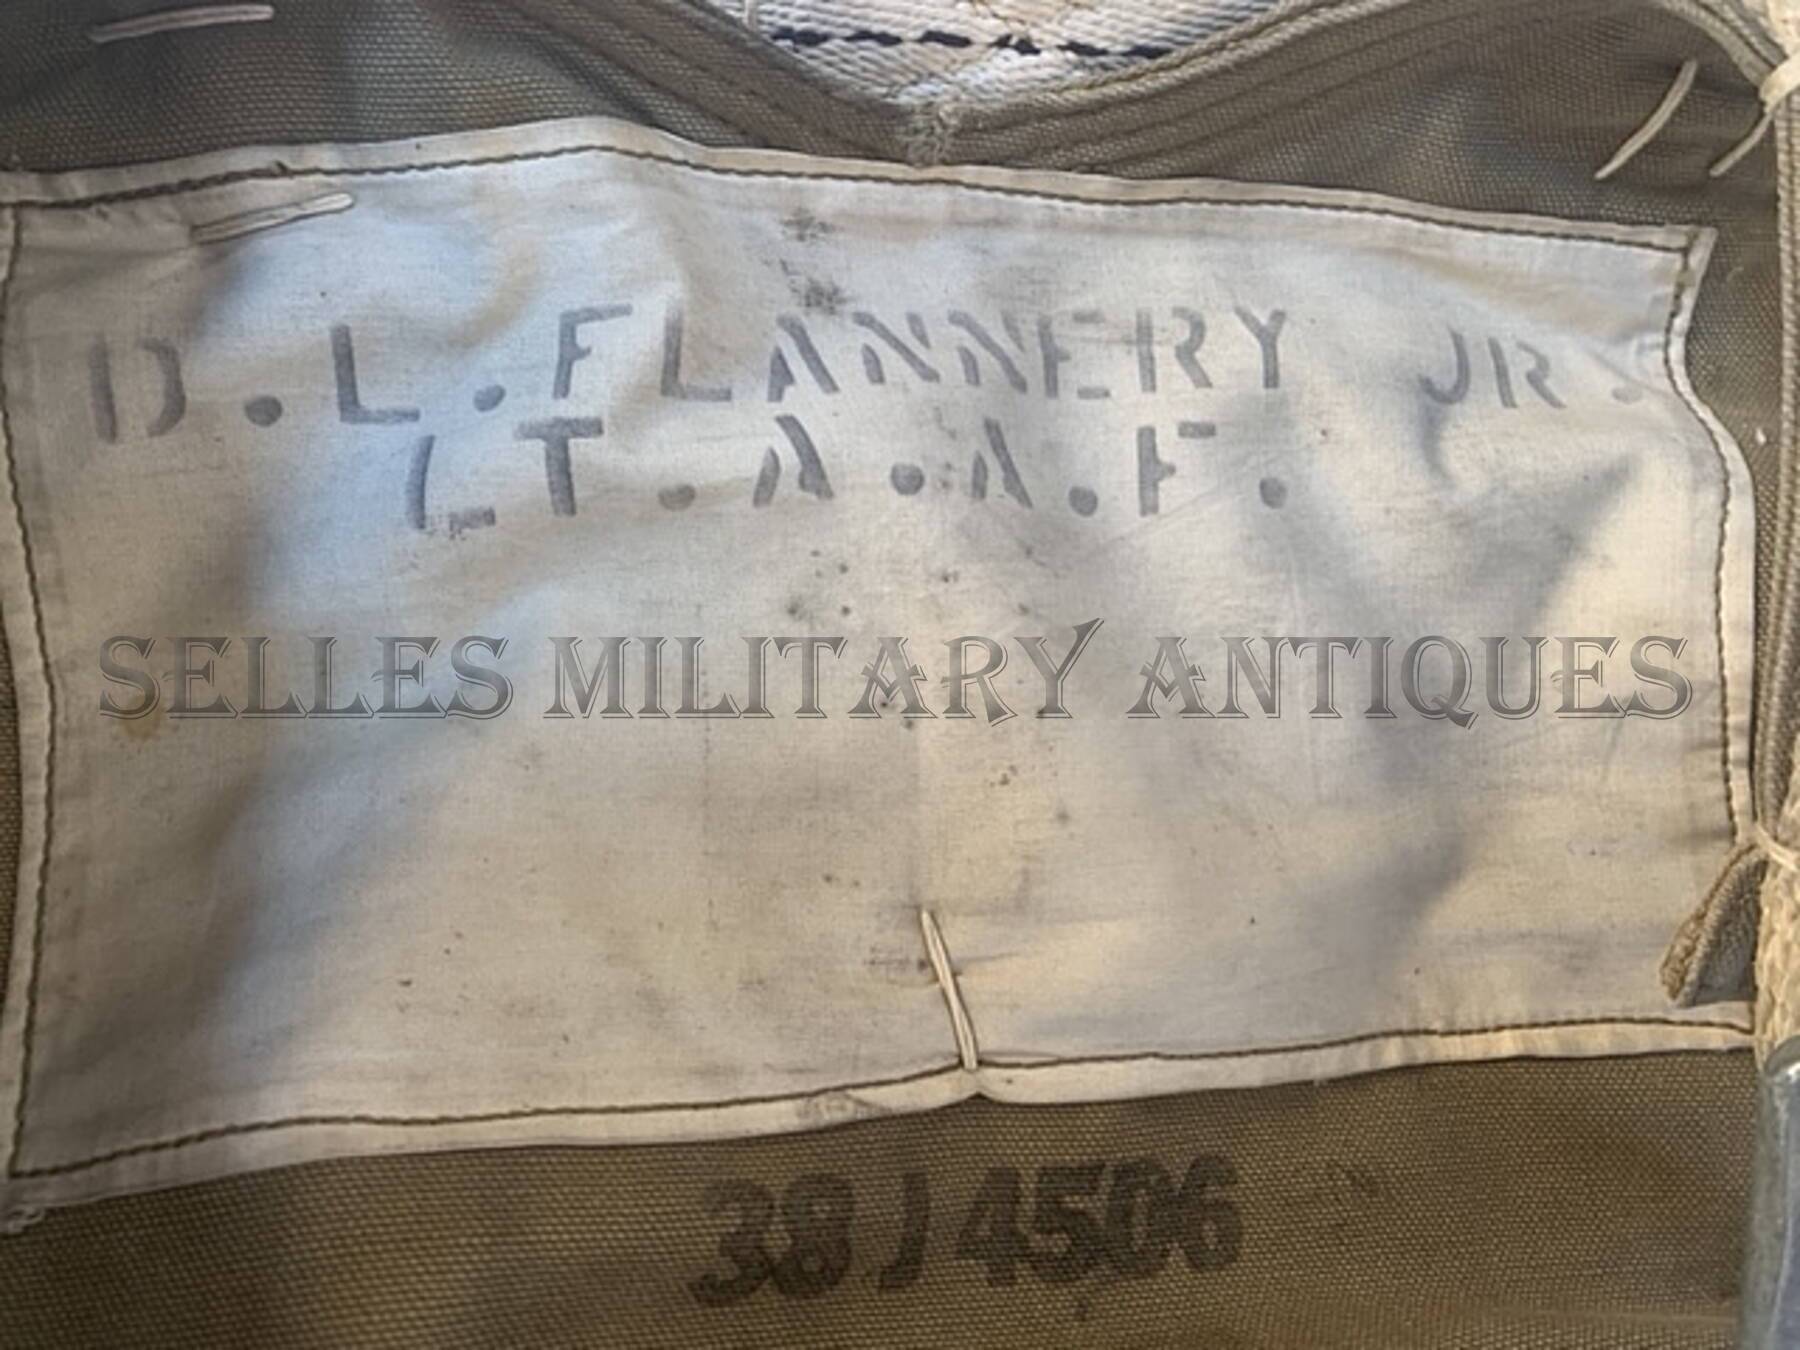 D.L.FLANNERY JR.
LT.A.A.F.
SELLES MILITARY ANTIQUES
38J4506